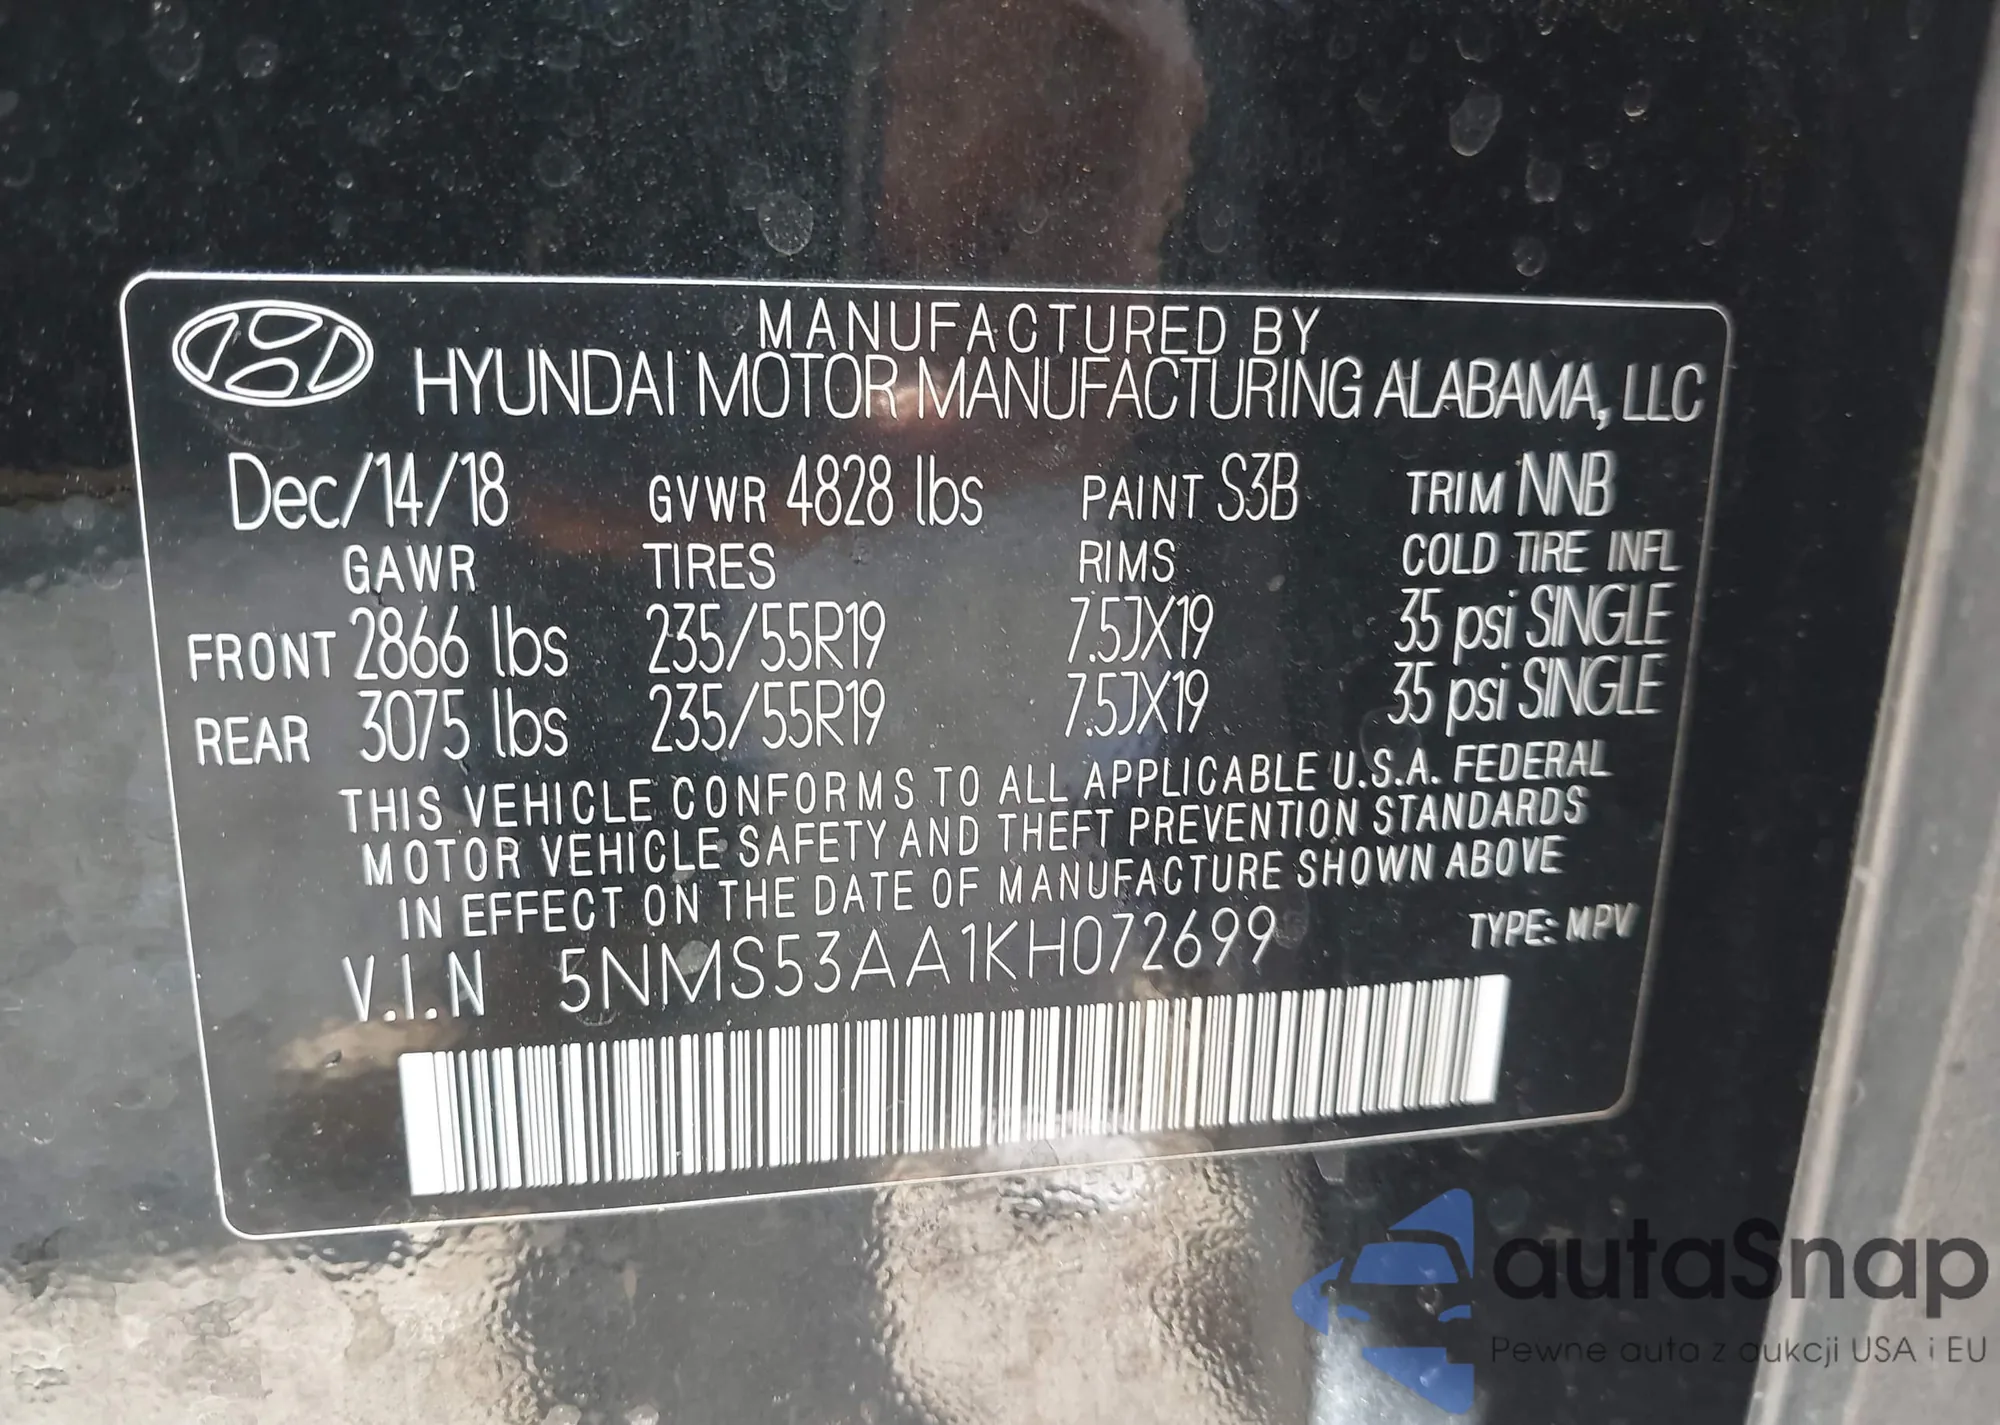 MANUFACTURED BY
HYUNDAI MOTOR MANUFACTURING ALABAMA, LLC
Dec/14/18 GVWR 4828 lbs PAINT S3B TRIM NNB
GAWR TIRES RIMS COLD TIRE INFL
FRONT 2866 lbs 235/55R19 7.5JX19 35 psi SINGLE
REAR 3075 lbs 235/55R19 7.5JX19 35 psi SINGLE
THIS VEHICLE CONFORMS TO ALL APPLICABLE U.S.A. FEDERAL
MOTOR VEHICLE SAFETY AND THEFT PREVENTION STANDARDS
IN EFFECT ON THE DATE OF MANUFACTURE SHOWN ABOVE
V.I.N 5NMS53AA1KH072699 TYPE: MPV
autaSnap
Pewne auta z aukcji USA i EU